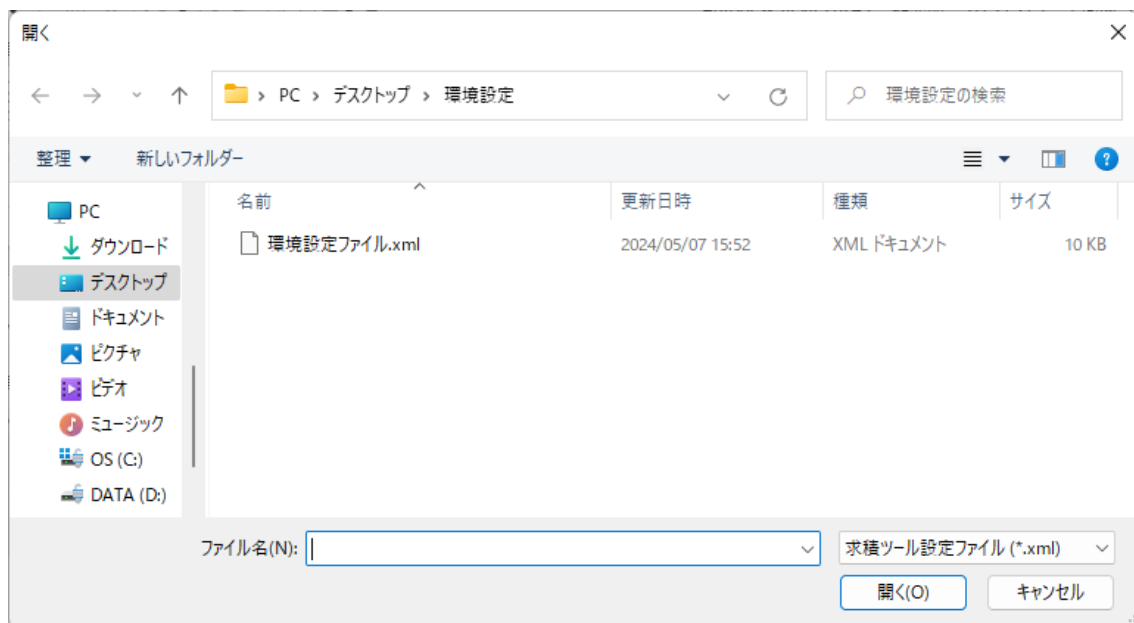 開く
PC › デスクトップ › 環境設定
環境設定の検索
整理
新しいフォルダー
名前
更新日時
種類
サイズ
環境設定ファイル.xml
2024/05/07 15:52
XML ドキュメント
10 KB
PC
ダウンロード
デスクトップ
ドキュメント
ピクチャ
ビデオ
ミュージック
OS (C:)
DATA (D:)
ファイル名(N):
求積ツール設定ファイル (*.xml)
開く(O)
キャンセル